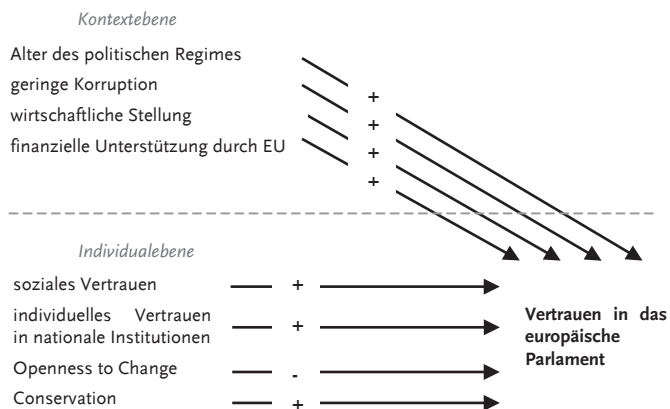 Kontextebene
Alter des politischen Regimes
geringe Korruption
wirtschaftliche Stellung
finanzielle Unterstützung durch EU
+
+
+
+
Individualebene
soziales Vertrauen +
individuelles Vertrauen
in nationale Institutionen +
Openness to Change -
Conservation +
Vertrauen in das
europäische
Parlament